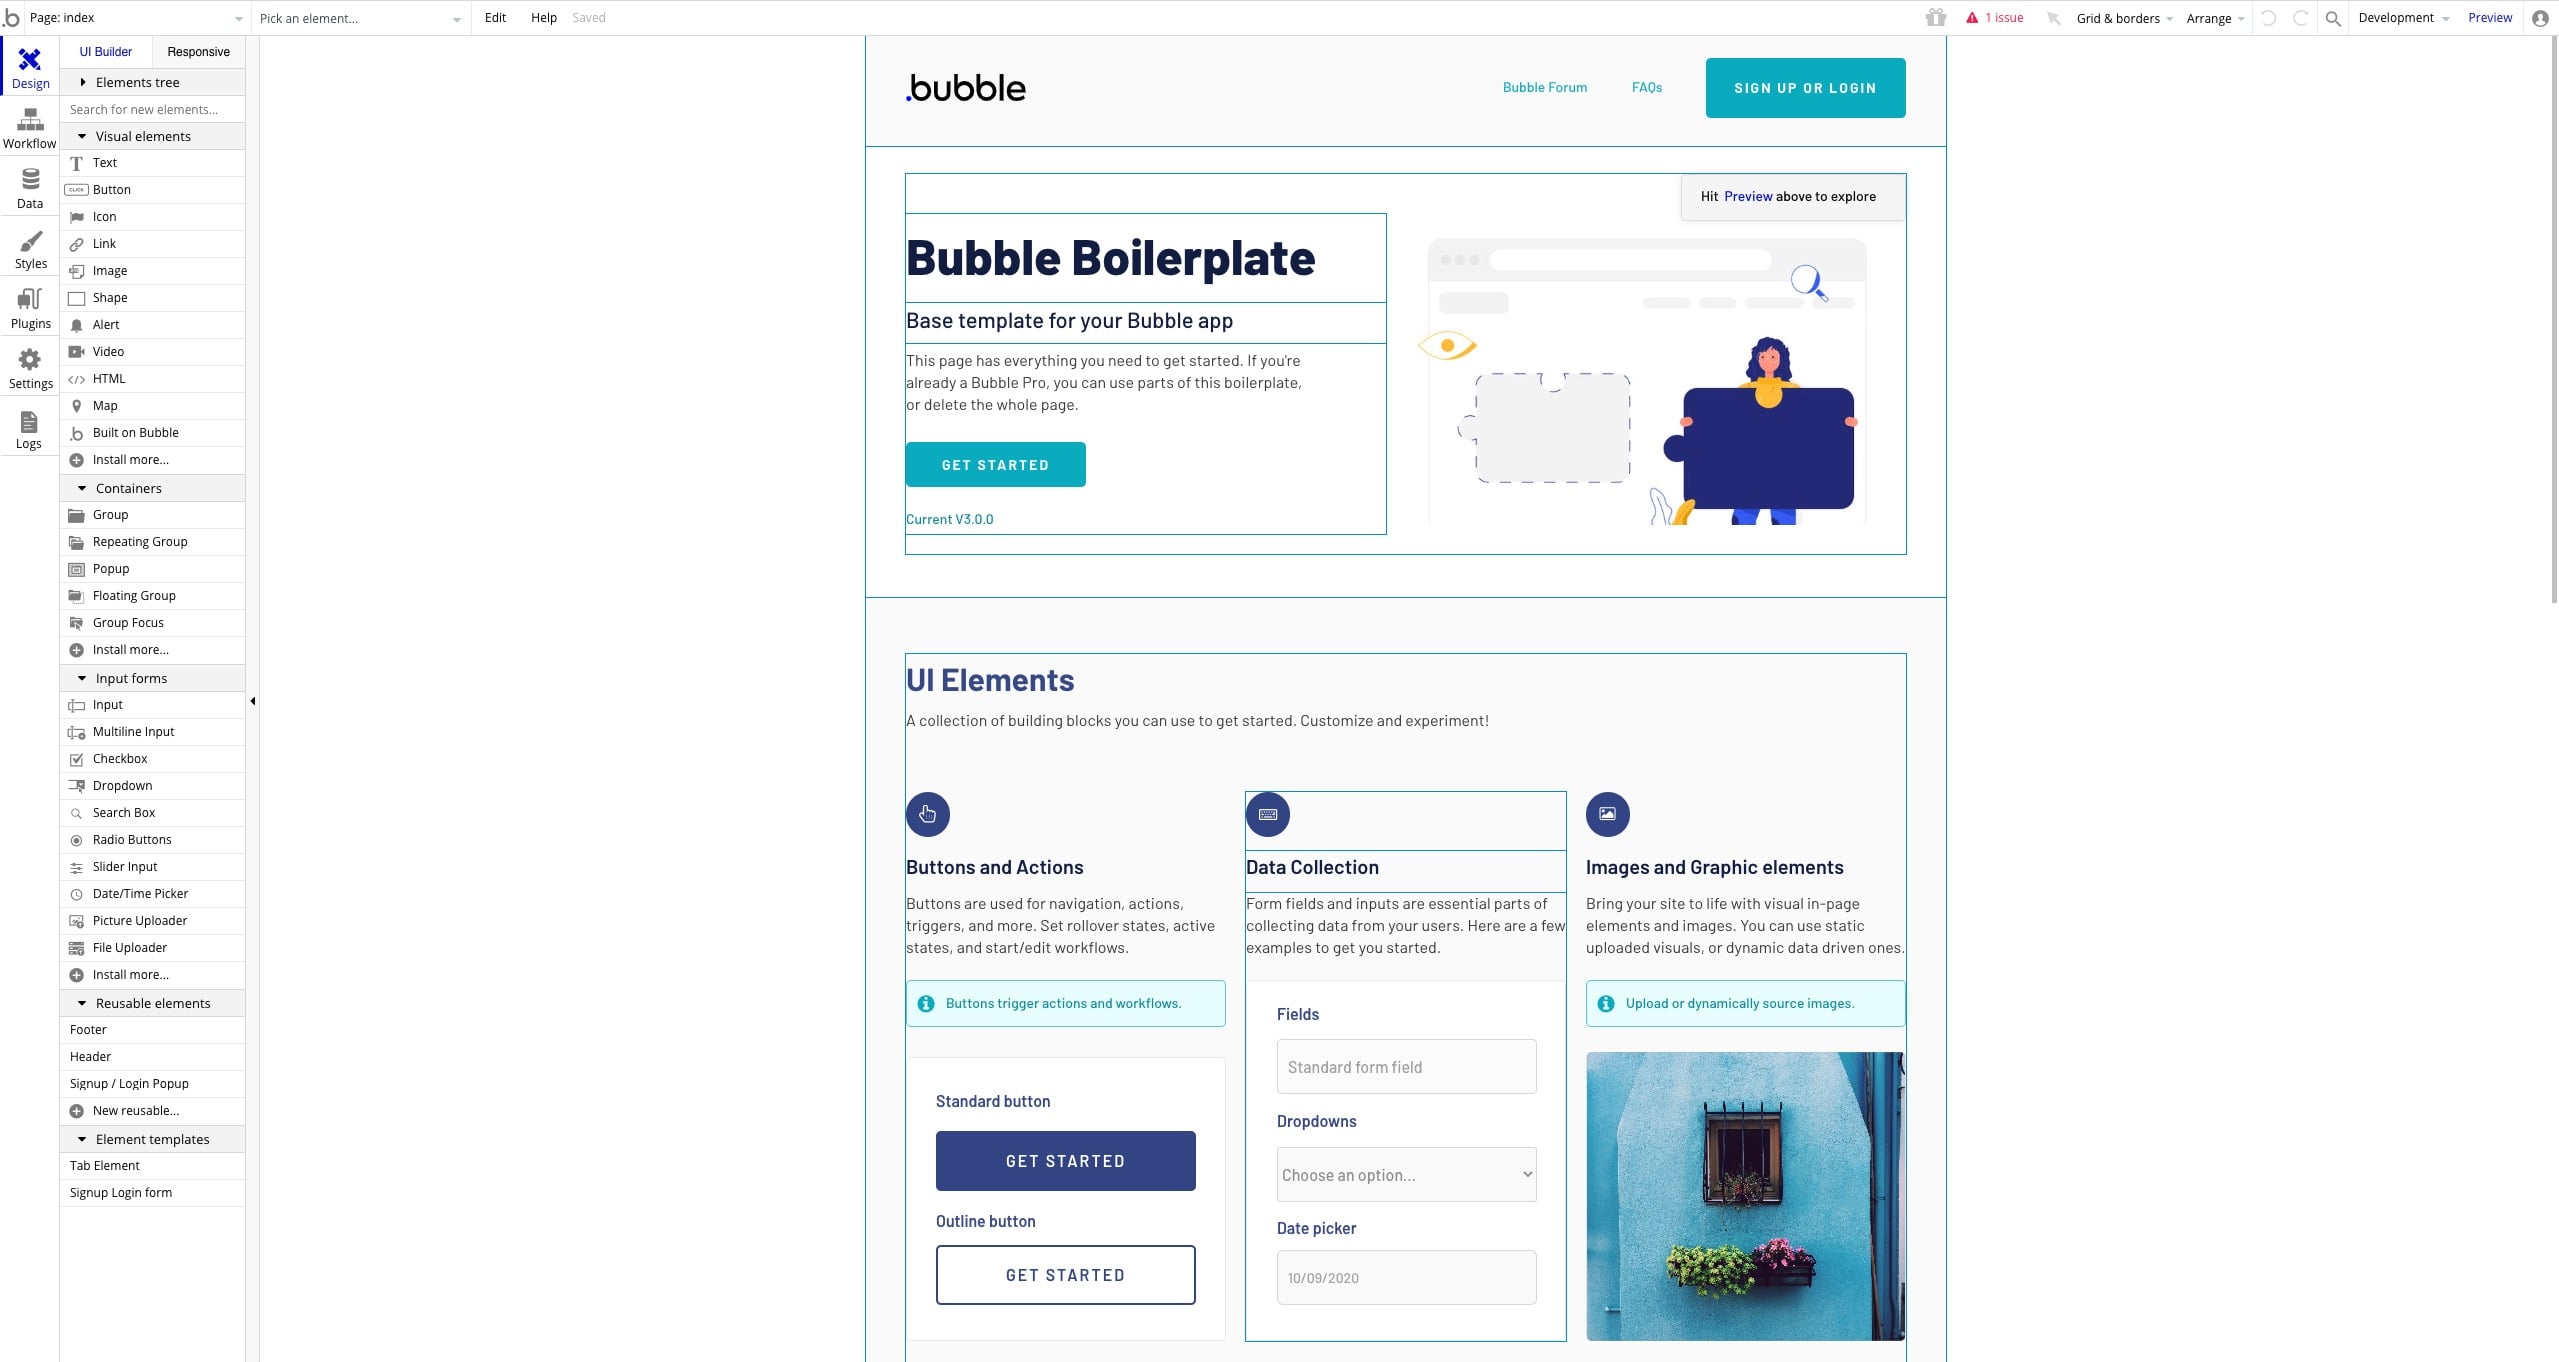 .b
Page: index
Pick an element...
Edit
Help
Saved
1 issue
Grid & borders
Arrange
Development
Preview
Design
Workflow
Data
Styles
Plugins
Settings
Logs
UI Builder
Responsive
Elements tree
Search for new elements...
Visual elements
Text
CLICK
Button
Icon
Link
Image
Shape
Alert
Video
HTML
Map
Built on Bubble
Install more...
Containers
Group
Repeating Group
Popup
Floating Group
Group Focus
Install more...
Input forms
Input
Multiline Input
Checkbox
Dropdown
Search Box
Radio Buttons
Slider Input
Date/Time Picker
Picture Uploader
File Uploader
Install more...
Reusable elements
Footer
Header
Signup / Login Popup
New reusable...
Element templates
Tab Element
Signup Login form
.bubble
Bubble Forum
FAQs
SIGN UP OR LOGIN
Hit Preview above to explore
Bubble Boilerplate
Base template for your Bubble app
This page has everything you need to get started. If you're
already a Bubble Pro, you can use parts of this boilerplate,
or delete the whole page.
GET STARTED
Current V3.0.0
UI Elements
A collection of building blocks you can use to get started. Customize and experiment!
Buttons and Actions
Buttons are used for navigation, actions,
triggers, and more. Set rollover states, active
states, and start/edit workflows.
Buttons trigger actions and workflows.
Standard button
GET STARTED
Outline button
GET STARTED
Data Collection
Form fields and inputs are essential parts of
collecting data from your users. Here are a few
examples to get you started.
Fields
Standard form field
Dropdowns
Choose an option...
Date picker
10/09/2020
Images and Graphic elements
Bring your site to life with visual in-page
elements and images. You can use static
uploaded visuals, or dynamic data driven ones.
Upload or dynamically source images.